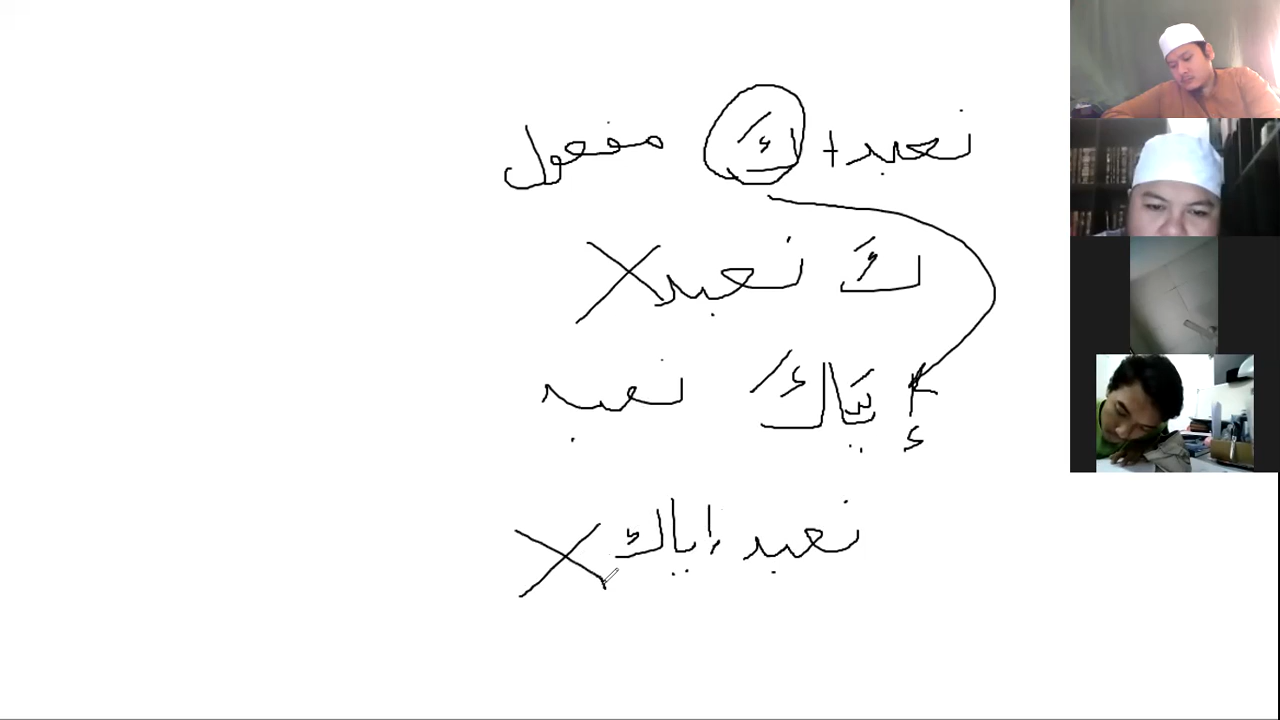 نعبد + كَ مفعول
كَ نعبد X
إيَّاك نعبد
نعبد إياك X